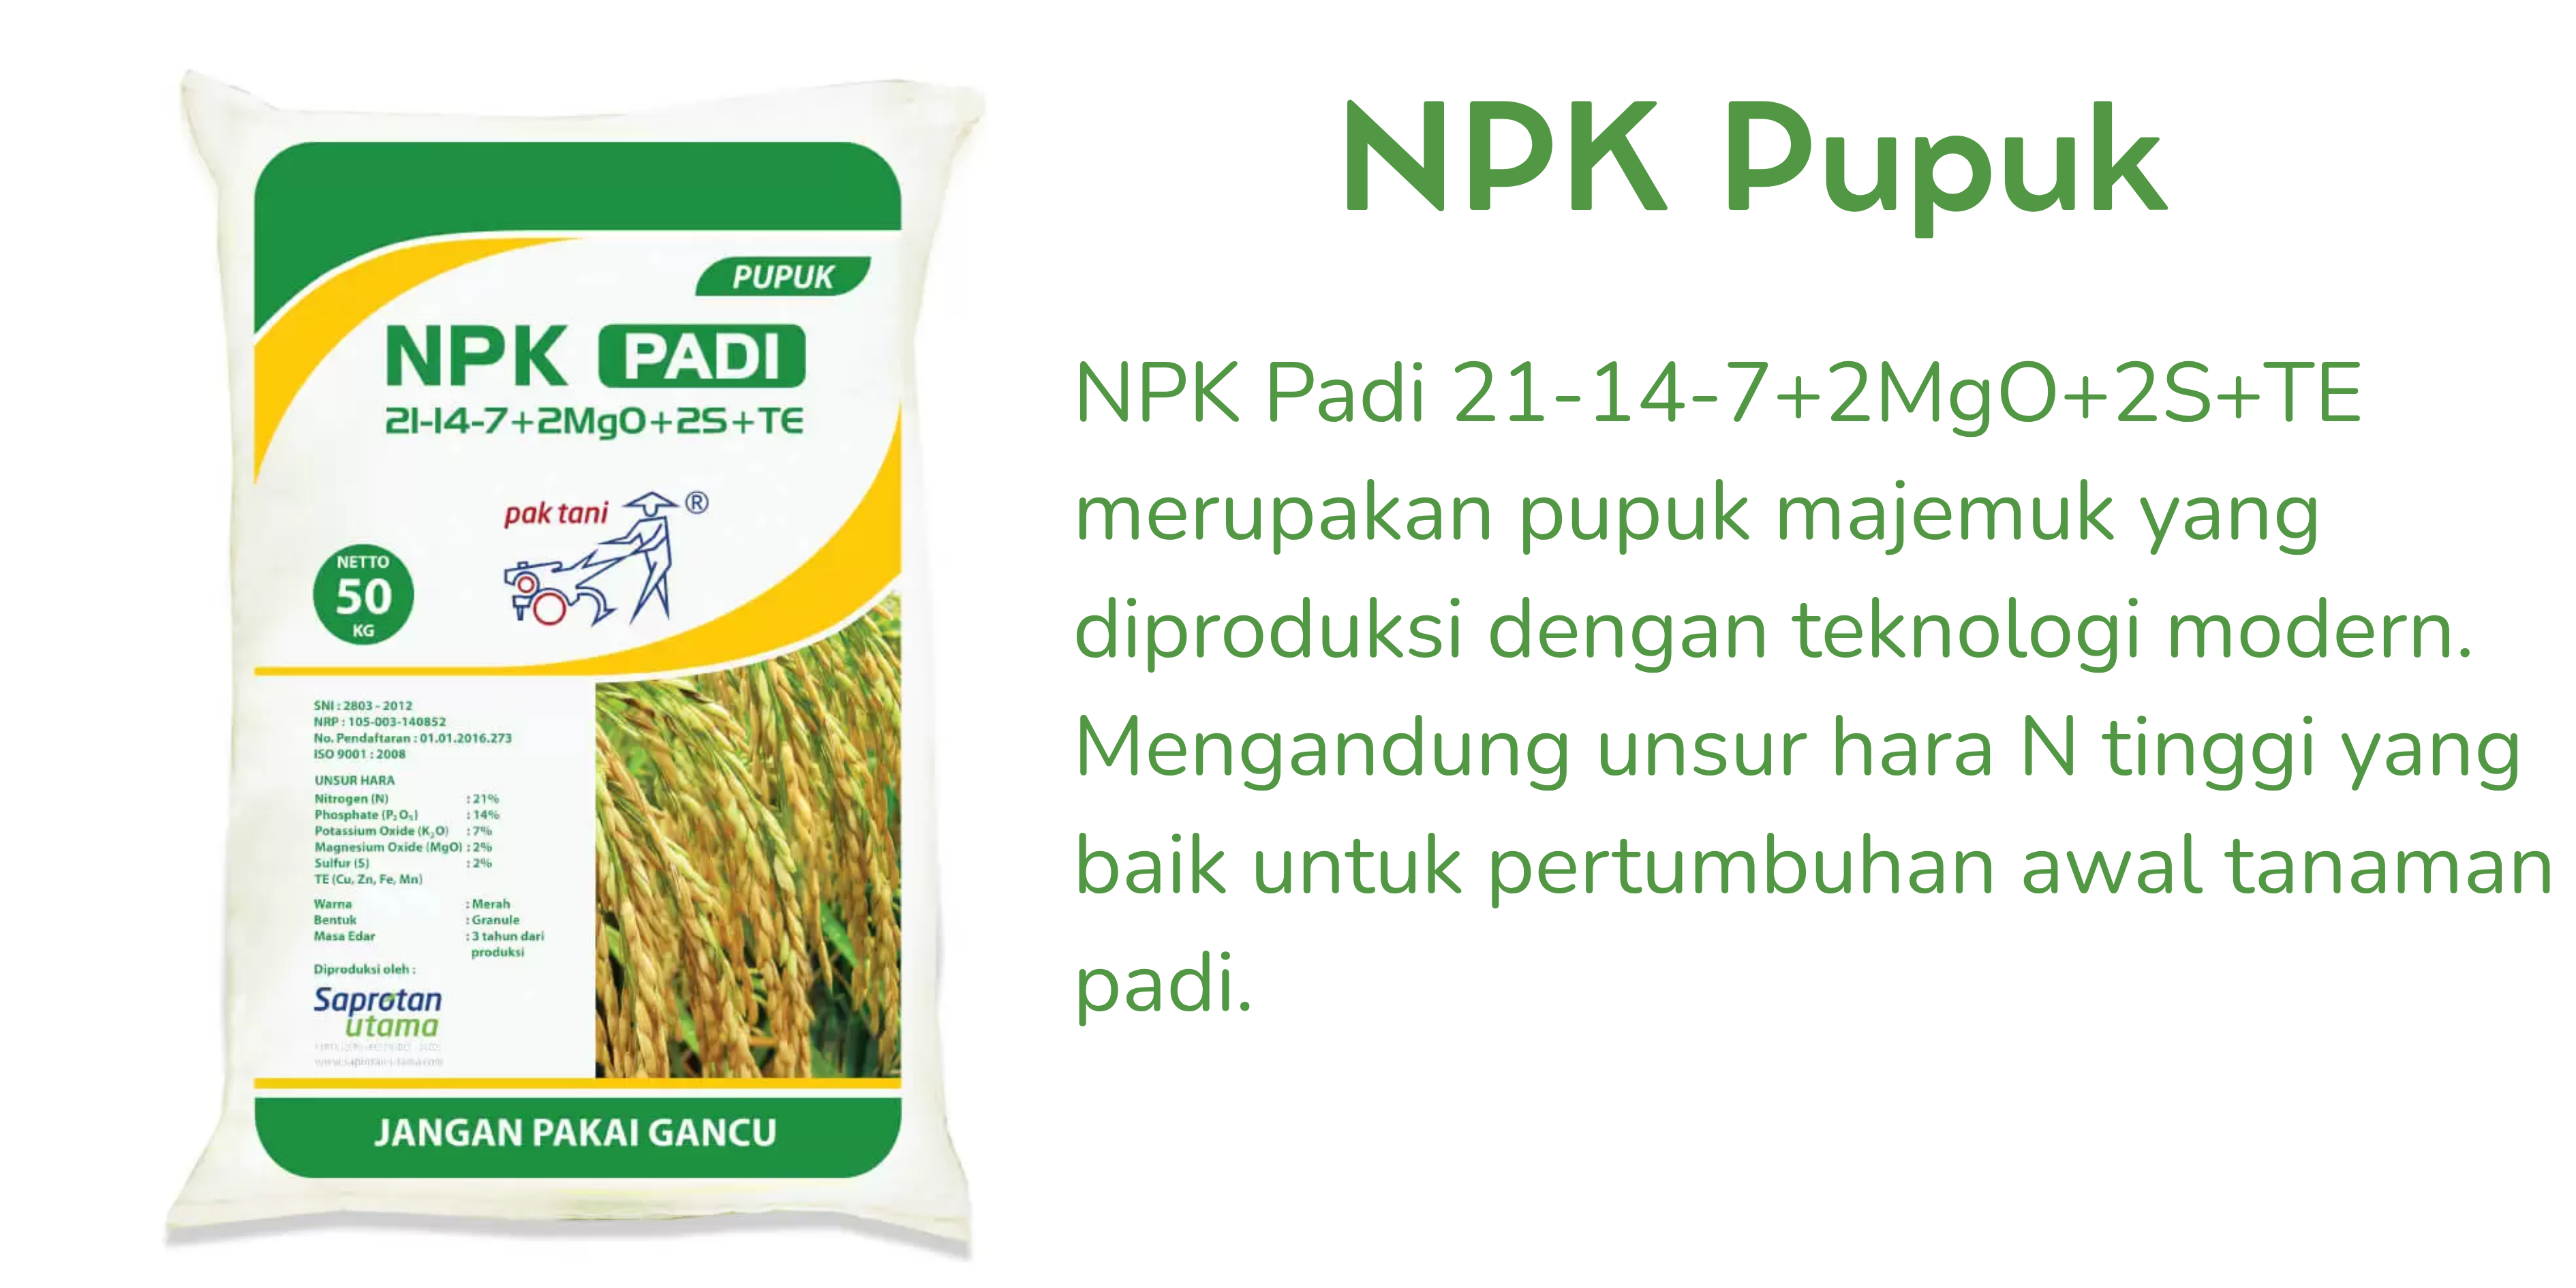 PUPUK
NPK PADI
21-14-7+2MgO+2S+TE
pak tani ®
NETTO
50
KG
SNI : 2803 - 2012
NRP : 105-003-140852
No. Pendaftaran : 01.01.2016.273
ISO 9001 : 2008
UNSUR HARA
Nitrogen (N) : 21%
Phosphate (P₂O₅) : 14%
Potassium Oxide (K₂O) : 7%
Magnesium Oxide (MgO) : 2%
Sulfur (S) : 2%
TE (Cu, Zn, Fe, Mn)
Warna : Merah
Bentuk : Granule
Masa Edar : 3 tahun dari
produksi
Diproduksi oleh :
Saprotan
utama
JANGAN PAKAI GANCU
NPK Pupuk
NPK Padi 21-14-7+2MgO+2S+TE
merupakan pupuk majemuk yang
diproduksi dengan teknologi modern.
Mengandung unsur hara N tinggi yang
baik untuk pertumbuhan awal tanaman
padi.